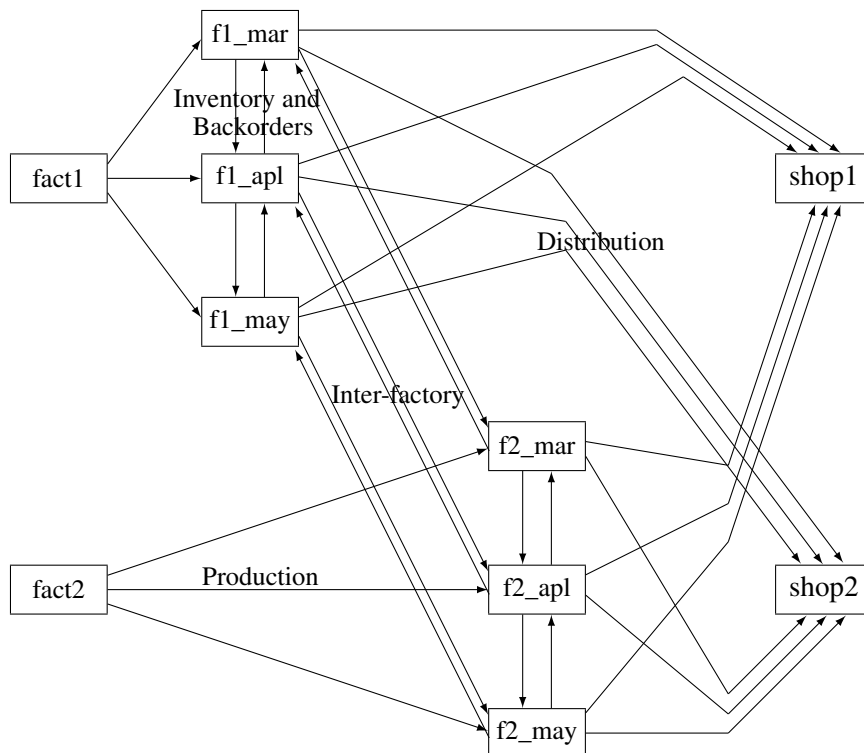 f1_mar
Inventory and
Backorders
fact1
f1_apl
shop1
Distribution
f1_may
Inter-factory
f2_mar
fact2
Production
f2_apl
shop2
f2_may